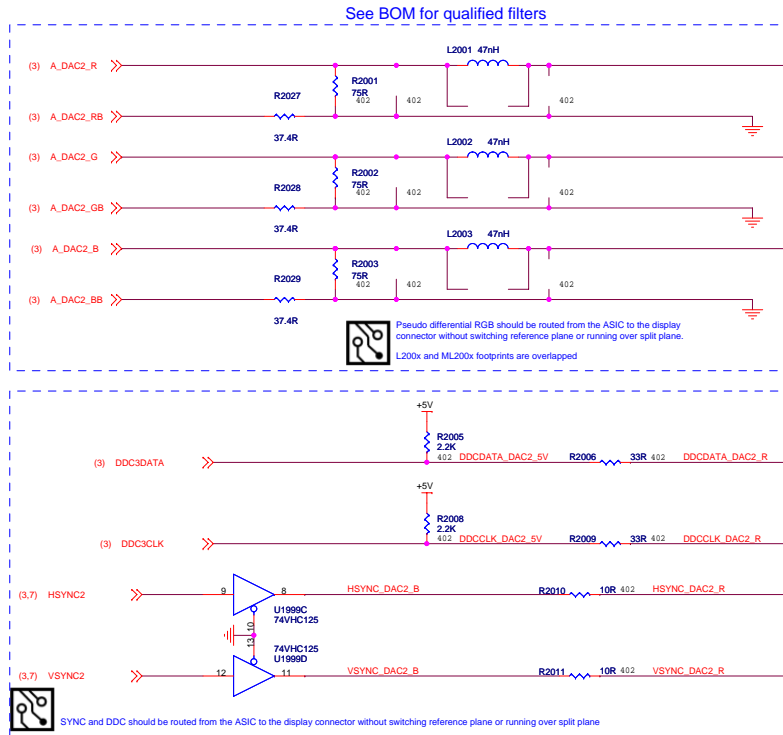 See BOM for qualified filters
L2001 47nH
(3) A_DAC2_R
R2001
75R
402 402 402
R2027
(3) A_DAC2_RB
37.4R
L2002 47nH
(3) A_DAC2_G
R2002
75R
402 402 402
R2028
(3) A_DAC2_GB
37.4R
L2003 47nH
(3) A_DAC2_B
R2003
75R
402 402 402
R2029
(3) A_DAC2_BB
37.4R
Pseudo differential RGB should be routed from the ASIC to the display
connector without switching reference plane or running over split plane.
L200x and ML200x footprints are overlapped
+5V
R2005
2.2K
(3) DDC3DATA 402 DDCDATA_DAC2_5V R2006 33R 402 DDCDATA_DAC2_R
+5V
R2008
2.2K
(3) DDC3CLK 402 DDCCLK_DAC2_5V R2009 33R 402 DDCCLK_DAC2_R
(3,7) HSYNC2 9 8 HSYNC_DAC2_B R2010 10R 402 HSYNC_DAC2_R
U1999C
74VHC125
10
13
74VHC125
U1999D
(3,7) VSYNC2 12 11 VSYNC_DAC2_B R2011 10R 402 VSYNC_DAC2_R
SYNC and DDC should be routed from the ASIC to the display connector without switching reference plane or running over split plane